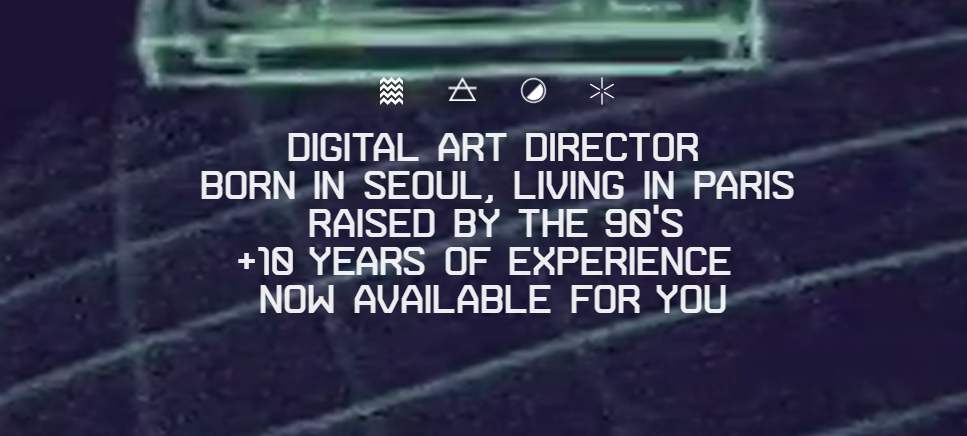 DIGITAL ART DIRECTOR
BORN IN SEOUL, LIVING IN PARIS
RAISED BY THE 90'S
+10 YEARS OF EXPERIENCE
NOW AVAILABLE FOR YOU